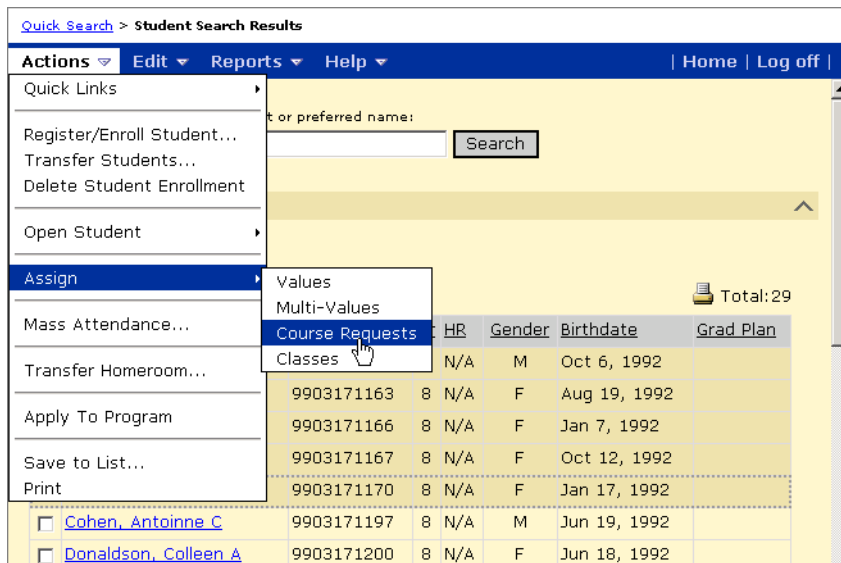 Quick Search > Student Search Results
Actions Edit Reports Help | Home | Log off |
Quick Links
t or preferred name:
Register/Enroll Student...
Search
Transfer Students...
Delete Student Enrollment
Open Student
Assign
Values
Multi-Values
Course Requests
Classes
Mass Attendance...
Transfer Homeroom...
Apply To Program
Save to List...
Print
Total:29
HR Gender Birthdate Grad Plan
N/A M Oct 6, 1992
9903171163 8 N/A F Aug 19, 1992
9903171166 8 N/A F Jan 7, 1992
9903171167 8 N/A F Oct 12, 1992
9903171170 8 N/A F Jan 17, 1992
Cohen, Antoinne C 9903171197 8 N/A M Jun 19, 1992
Donaldson, Colleen A 9903171200 8 N/A F Jun 18, 1992